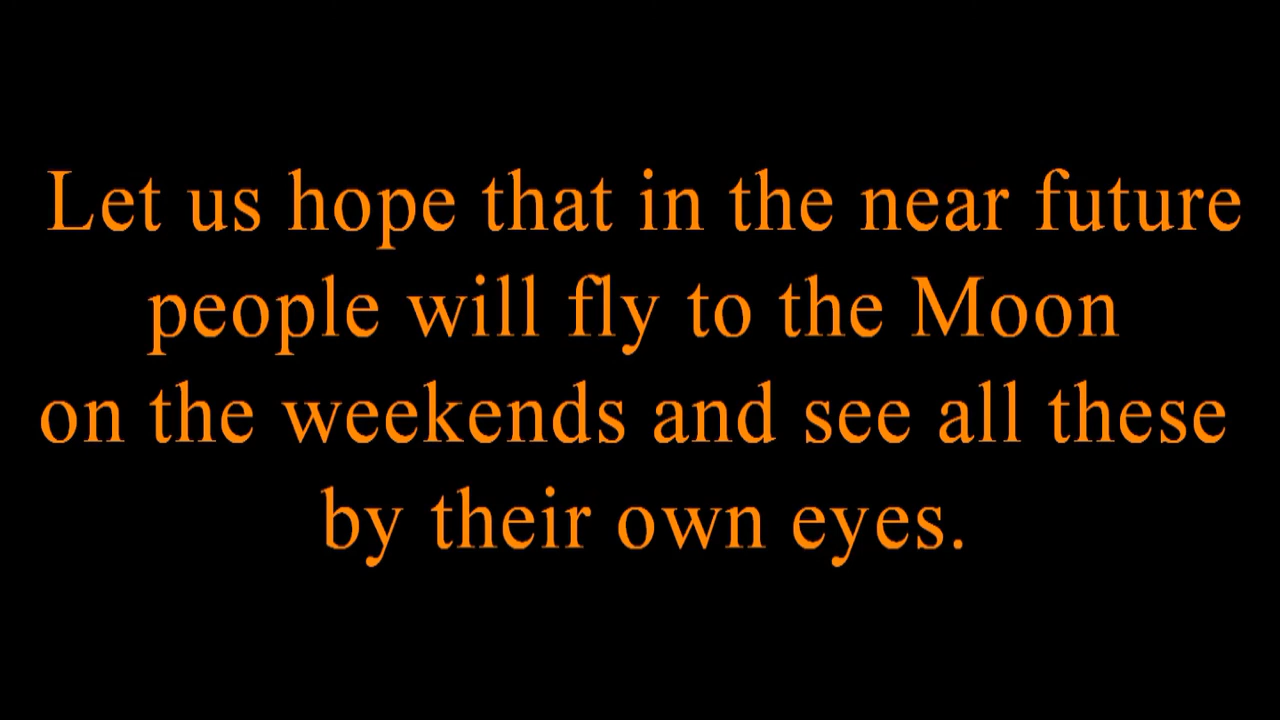 Let us hope that in the near future
people will fly to the Moon
on the weekends and see all these
by their own eyes.